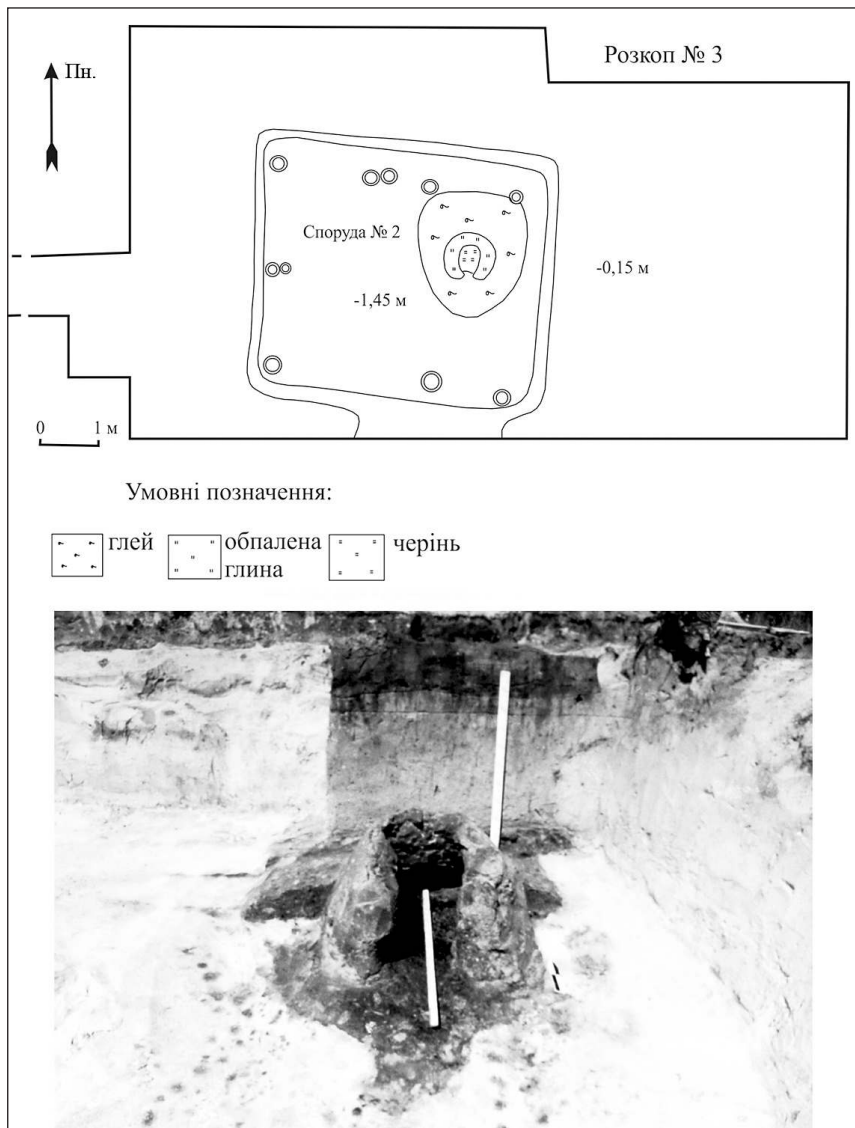 Розкоп № 3
Пн.
Споруда № 2
-0,15 м
-1,45 м
0 1 м
Умовні позначення:
глей
обпалена
глина
черінь